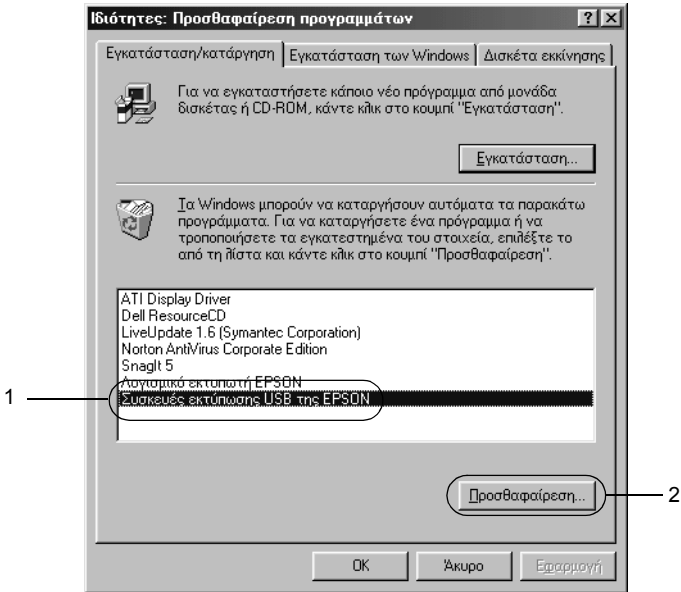 Ιδιότητες: Προσθαφαίρεση προγραμμάτων
Εγκατάσταση/κατάργηση Εγκατάσταση των Windows Δισκέτα εκκίνησης
Για να εγκαταστήσετε κάποιο νέο πρόγραμμα από μονάδα
δισκέτας ή CD-ROM, κάντε κλικ στο κουμπί "Εγκατάσταση".
Εγκατάσταση...
Τα Windows μπορούν να καταργήσουν αυτόματα τα παρακάτω
προγράμματα. Για να καταργήσετε ένα πρόγραμμα ή να
τροποποιήσετε τα εγκατεστημένα του στοιχεία, επιλέξτε το
από τη λίστα και κάντε κλικ στο κουμπί "Προσθαφαίρεση".
ATI Display Driver
Dell ResourceCD
LiveUpdate 1.6 (Symantec Corporation)
Norton AntiVirus Corporate Edition
SnagIt 5
Λογισμικό εκτυπωτή EPSON
1 Συσκευές εκτύπωσης USB της EPSON
Προσθαφαίρεση... 2
OK Άκυρο Εφαρμογή